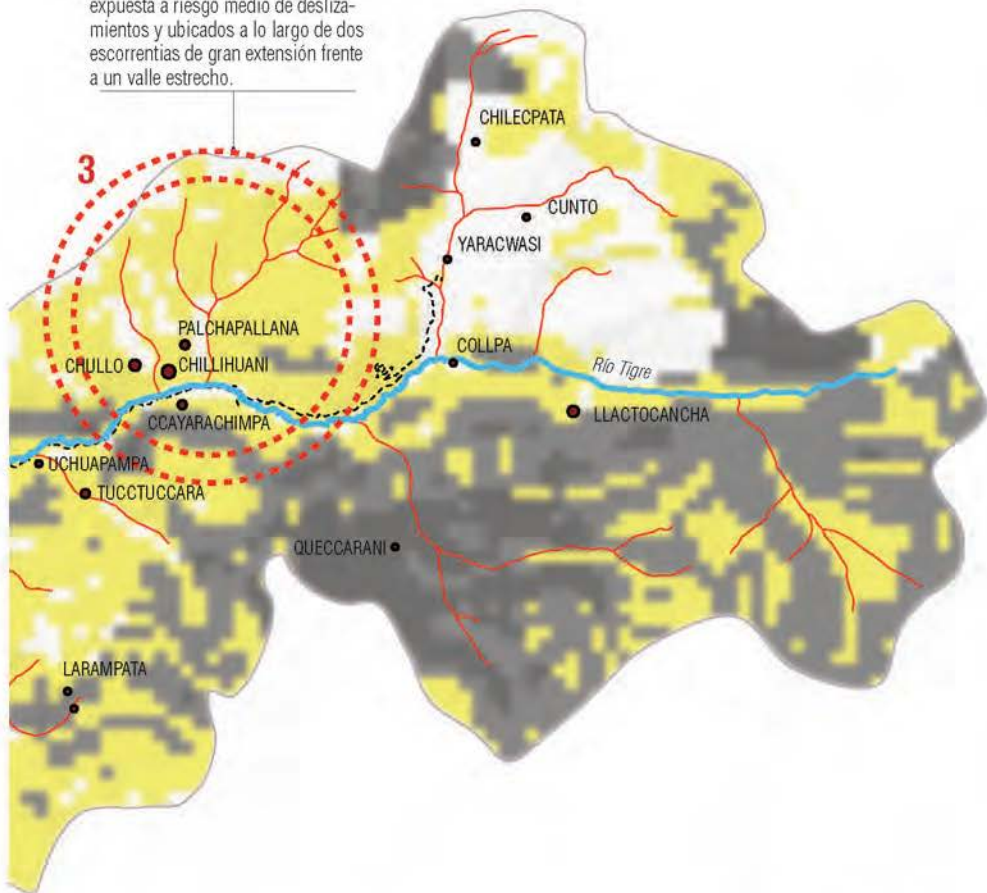 expuesta a riesgo medio de desliza-
mientos y ubicados a lo largo de dos
escorrentias de gran extensión frente
a un valle estrecho.
3
CHILECPATA
CUNTO
YARACWASI
PALCHAPALLANA
CHULLO
CHILLIHUANI
COLLPA
Río Tigre
CCAYARACHIMPA
LLACTOCANCHA
UCHUAPAMPA
TUCCTUCCARA
QUECCARANI
LARAMPATA